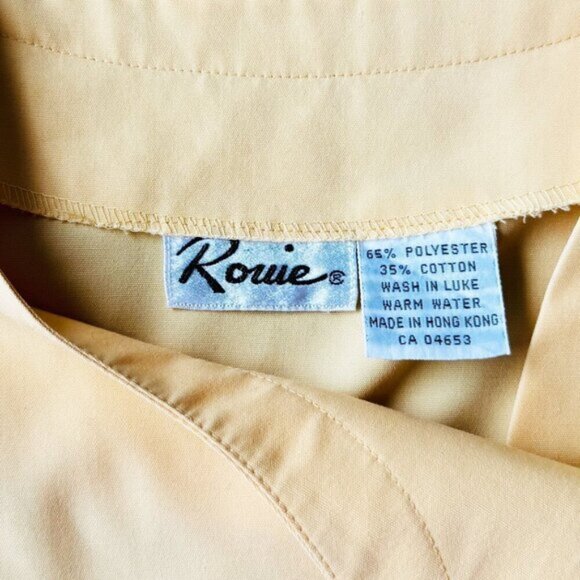 Rowie®
65% POLYESTER
35% COTTON
WASH IN LUKE
WARM WATER
MADE IN HONG KONG
CA 04653